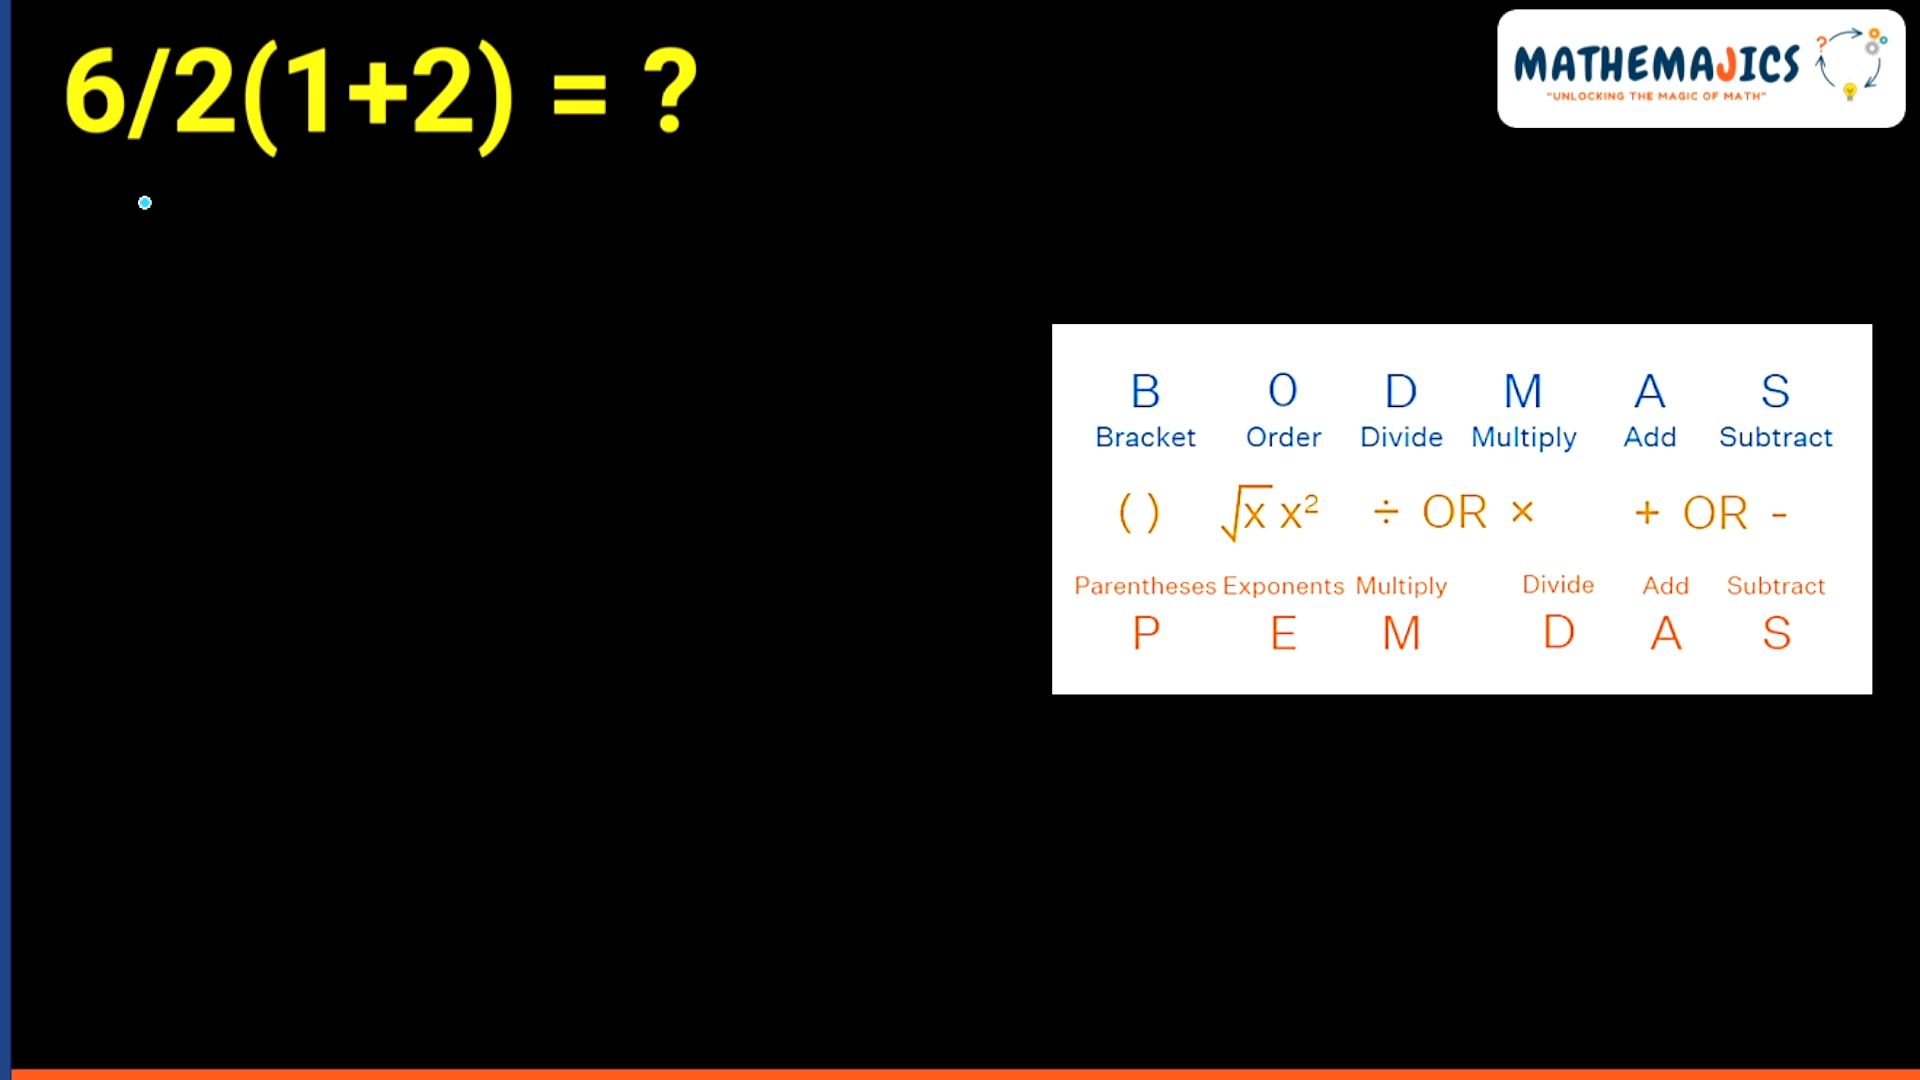 6/2(1+2) = ?
MATHEMAJICS
"UNLOCKING THE MAGIC OF MATH"
B O D M A S
Bracket Order Divide Multiply Add Subtract
( ) √x x² ÷ OR × + OR -
Parentheses Exponents Multiply Divide Add Subtract
P E M D A S